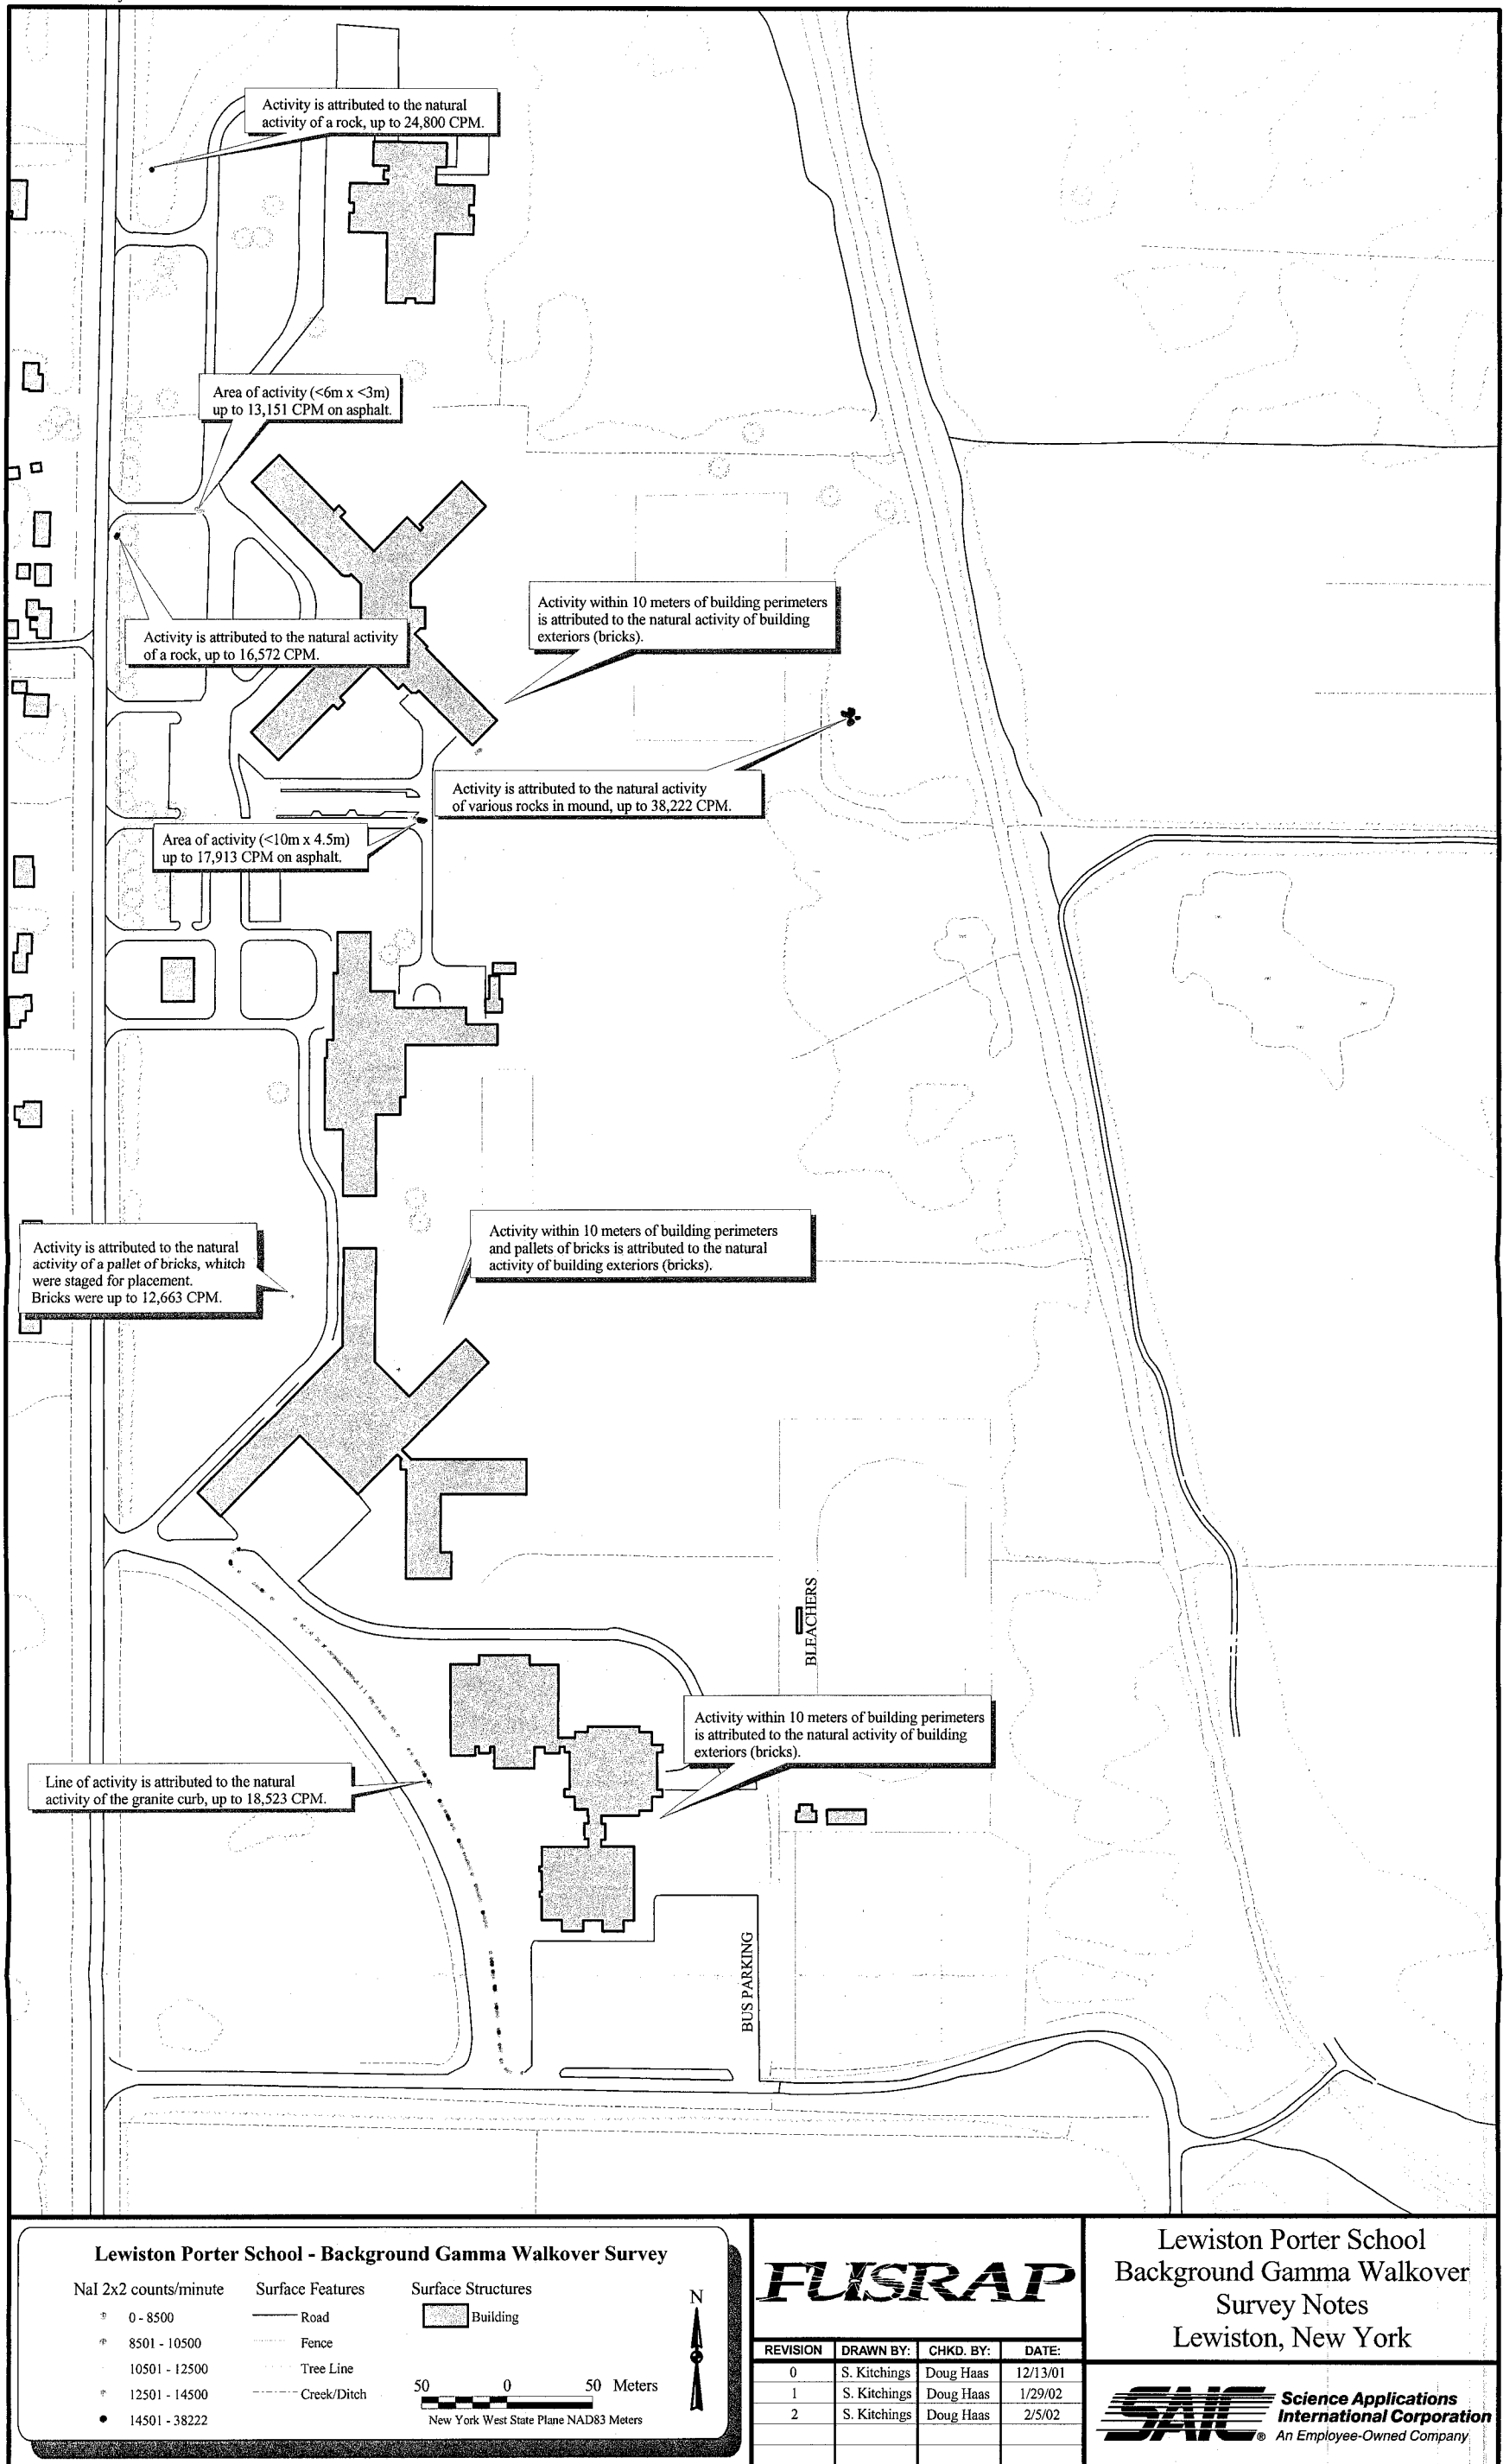 Activity is attributed to the natural
activity of a rock, up to 24,800 CPM.
Area of activity (<6m x <3m)
up to 13,151 CPM on asphalt.
Activity within 10 meters of building perimeters
is attributed to the natural activity of building
exteriors (bricks).
Activity is attributed to the natural activity
of a rock, up to 16,572 CPM.
Activity is attributed to the natural activity
of various rocks in mound, up to 38,222 CPM.
Area of activity (<10m x 4.5m)
up to 17,913 CPM on asphalt.
Activity is attributed to the natural
activity of a pallet of bricks, whitch
were staged for placement.
Bricks were up to 12,663 CPM.
Activity within 10 meters of building perimeters
and pallets of bricks is attributed to the natural
activity of building exteriors (bricks).
BLEACHERS
Activity within 10 meters of building perimeters
is attributed to the natural activity of building
exteriors (bricks).
Line of activity is attributed to the natural
activity of the granite curb, up to 18,523 CPM.
BUS PARKING
Lewiston Porter School - Background Gamma Walkover Survey
NaI 2x2 counts/minute
0 - 8500
8501 - 10500
10501 - 12500
12501 - 14500
14501 - 38222
Surface Features
Road
Fence
Tree Line
Creek/Ditch
Surface Structures
Building
N
50 0 50 Meters
New York West State Plane NAD83 Meters
FUSRAP
REVISION DRAWN BY: CHKD. BY: DATE:
0 S. Kitchings Doug Haas 12/13/01
1 S. Kitchings Doug Haas 1/29/02
2 S. Kitchings Doug Haas 2/5/02
Lewiston Porter School
Background Gamma Walkover
Survey Notes
Lewiston, New York
SAIC®
Science Applications
International Corporation
An Employee-Owned Company